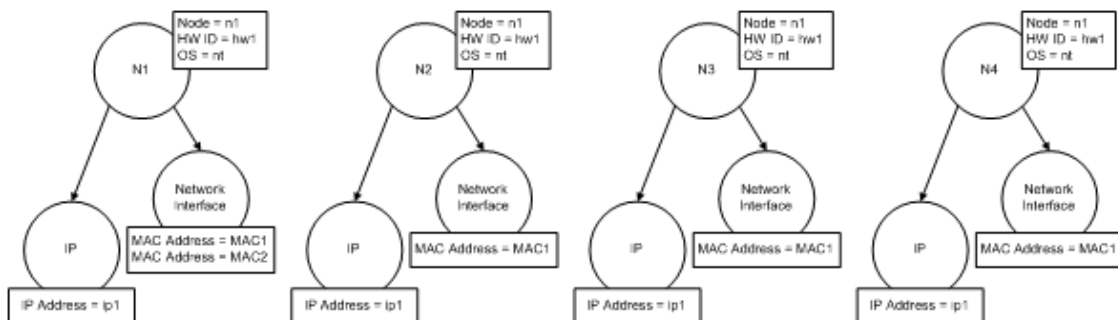 Node = n1
HW ID = hw1
OS = nt
N1
Network
Interface
MAC Address = MAC1
MAC Address = MAC2
IP
IP Address = ip1
Node = n1
HW ID = hw1
OS = nt
N2
Network
Interface
MAC Address = MAC1
IP
IP Address = ip1
Node = n1
HW ID = hw1
OS = nt
N3
Network
Interface
MAC Address = MAC1
IP
IP Address = ip1
Node = n1
HW ID = hw1
OS = nt
N4
Network
Interface
MAC Address = MAC1
IP
IP Address = ip1